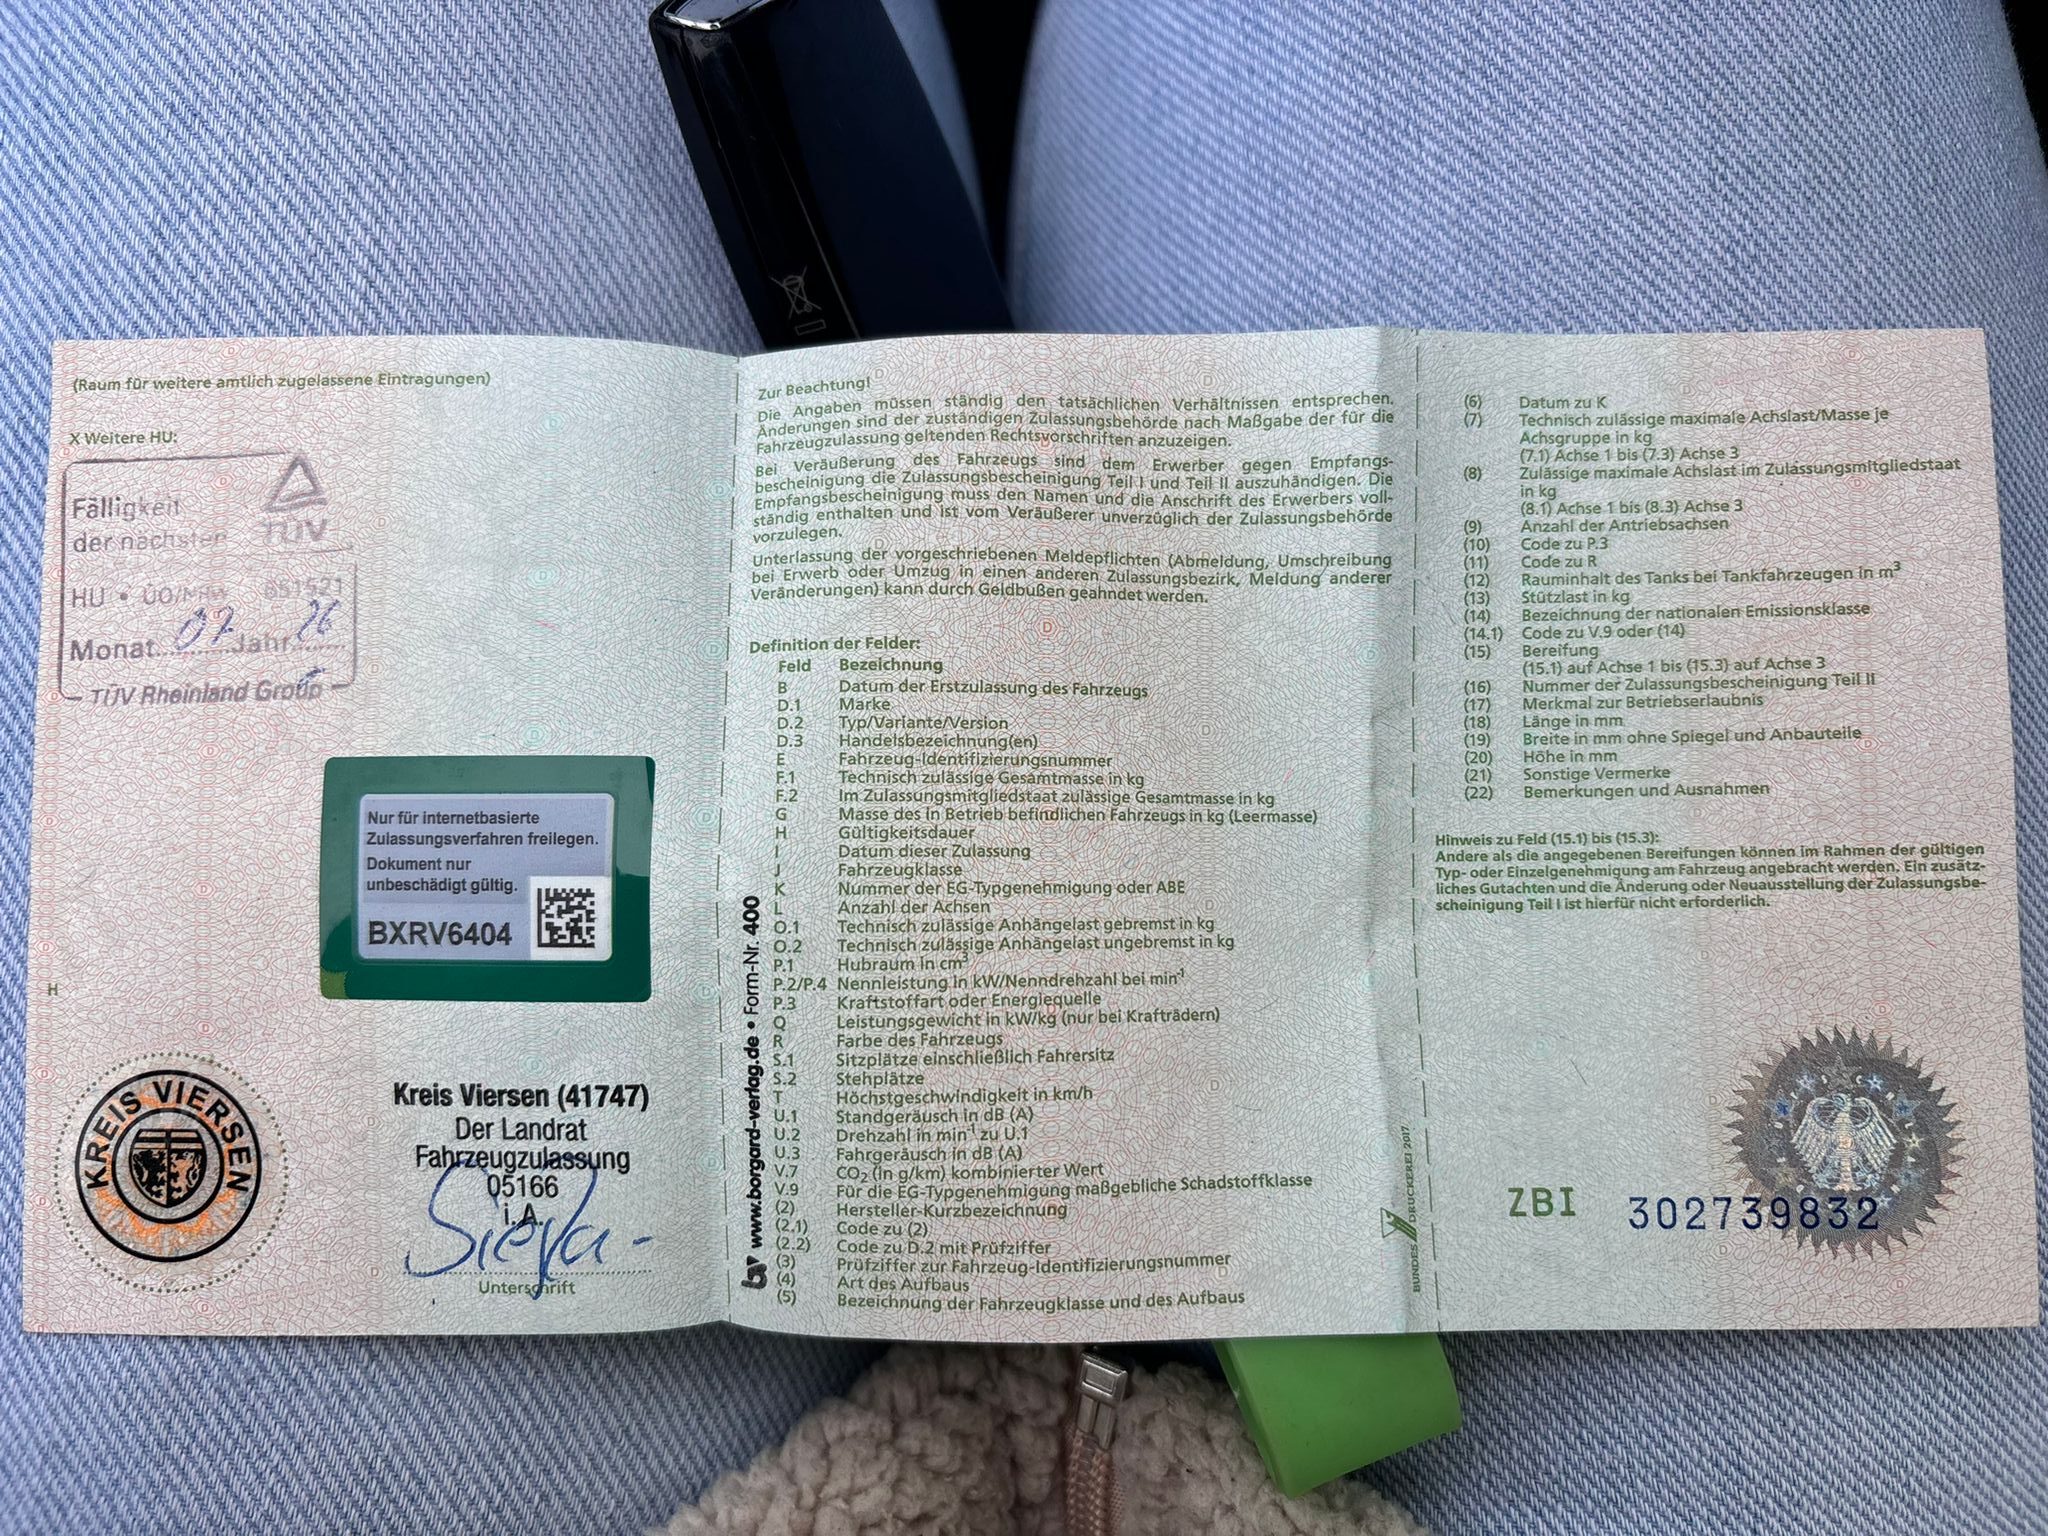 (Raum für weitere amtlich zugelassene Eintragungen)
X Weitere HU:
Fälligkeit
der nächsten TÜV
HU • UO/NHW 051521
Monat 07 Jahr 26
TÜV Rheinland Group
Nur für internetbasierte
Zulassungsverfahren freilegen.
Dokument nur
unbeschädigt gültig.
BXRV6404
H
KREIS VIERSEN
Kreis Viersen (41747)
Der Landrat
Fahrzeugzulassung
05166
i.A.
Unterschrift
Zur Beachtung!
Die Angaben müssen ständig den tatsächlichen Verhältnissen entsprechen.
Änderungen sind der zuständigen Zulassungsbehörde nach Maßgabe der für die
Fahrzeugzulassung geltenden Rechtsvorschriften anzuzeigen.
Bei Veräußerung des Fahrzeugs sind dem Erwerber gegen Empfangs-
bescheinigung die Zulassungsbescheinigung Teil I und Teil II auszuhändigen. Die
Empfangsbescheinigung muss den Namen und die Anschrift des Erwerbers voll-
ständig enthalten und ist vom Veräußerer unverzüglich der Zulassungsbehörde
vorzulegen.
Unterlassung der vorgeschriebenen Meldepflichten (Abmeldung, Umschreibung
bei Erwerb oder Umzug in einen anderen Zulassungsbezirk, Meldung anderer
Veränderungen) kann durch Geldbußen geahndet werden.
Definition der Felder:
Feld Bezeichnung
B Datum der Erstzulassung des Fahrzeugs
D.1 Marke
D.2 Typ/Variante/Version
D.3 Handelsbezeichnung(en)
E Fahrzeug-Identifizierungsnummer
F.1 Technisch zulässige Gesamtmasse in kg
F.2 Im Zulassungsmitgliedstaat zulässige Gesamtmasse in kg
G Masse des in Betrieb befindlichen Fahrzeugs in kg (Leermasse)
H Gültigkeitsdauer
I Datum dieser Zulassung
J Fahrzeugklasse
K Nummer der EG-Typgenehmigung oder ABE
L Anzahl der Achsen
O.1 Technisch zulässige Anhängelast gebremst in kg
O.2 Technisch zulässige Anhängelast ungebremst in kg
P.1 Hubraum in cm³
P.2/P.4 Nennleistung in kW/Nenndrehzahl bei min⁻¹
P.3 Kraftstoffart oder Energiequelle
Q Leistungsgewicht in kW/kg (nur bei Krafträdern)
R Farbe des Fahrzeugs
S.1 Sitzplätze einschließlich Fahrersitz
S.2 Stehplätze
T Höchstgeschwindigkeit in km/h
U.1 Standgeräusch in dB (A)
U.2 Drehzahl in min⁻¹ zu U.1
U.3 Fahrgeräusch in dB (A)
V.7 CO₂ (in g/km) kombinierter Wert
V.9 Für die EG-Typgenehmigung maßgebliche Schadstoffklasse
(2) Hersteller-Kurzbezeichnung
(2.1) Code zu (2)
(2.2) Code zu D.2 mit Prüfziffer
(3) Prüfziffer zur Fahrzeug-Identifizierungsnummer
(4) Art des Aufbaus
(5) Bezeichnung der Fahrzeugklasse und des Aufbaus
bv www.borgard-verlag.de • Form-Nr. 400
(6) Datum zu K
(7) Technisch zulässige maximale Achslast/Masse je
Achsgruppe in kg
(7.1) Achse 1 bis (7.3) Achse 3
(8) Zulässige maximale Achslast im Zulassungsmitgliedstaat
in kg
(8.1) Achse 1 bis (8.3) Achse 3
(9) Anzahl der Antriebsachsen
(10) Code zu P.3
(11) Code zu R
(12) Rauminhalt des Tanks bei Tankfahrzeugen in m³
(13) Stützlast in kg
(14) Bezeichnung der nationalen Emissionsklasse
(14.1) Code zu V.9 oder (14)
(15) Bereifung
(15.1) auf Achse 1 bis (15.3) auf Achse 3
(16) Nummer der Zulassungsbescheinigung Teil II
(17) Merkmal zur Betriebserlaubnis
(18) Länge in mm
(19) Breite in mm ohne Spiegel und Anbauteile
(20) Höhe in mm
(21) Sonstige Vermerke
(22) Bemerkungen und Ausnahmen
Hinweis zu Feld (15.1) bis (15.3):
Andere als die angegebenen Bereifungen können im Rahmen der gültigen
Typ- oder Einzelgenehmigung am Fahrzeug angebracht werden. Ein zusätz-
liches Gutachten und die Änderung oder Neuausstellung der Zulassungsbe-
scheinigung Teil I ist hierfür nicht erforderlich.
BUNDESDRUCKEREI 2017
ZBI 302739832